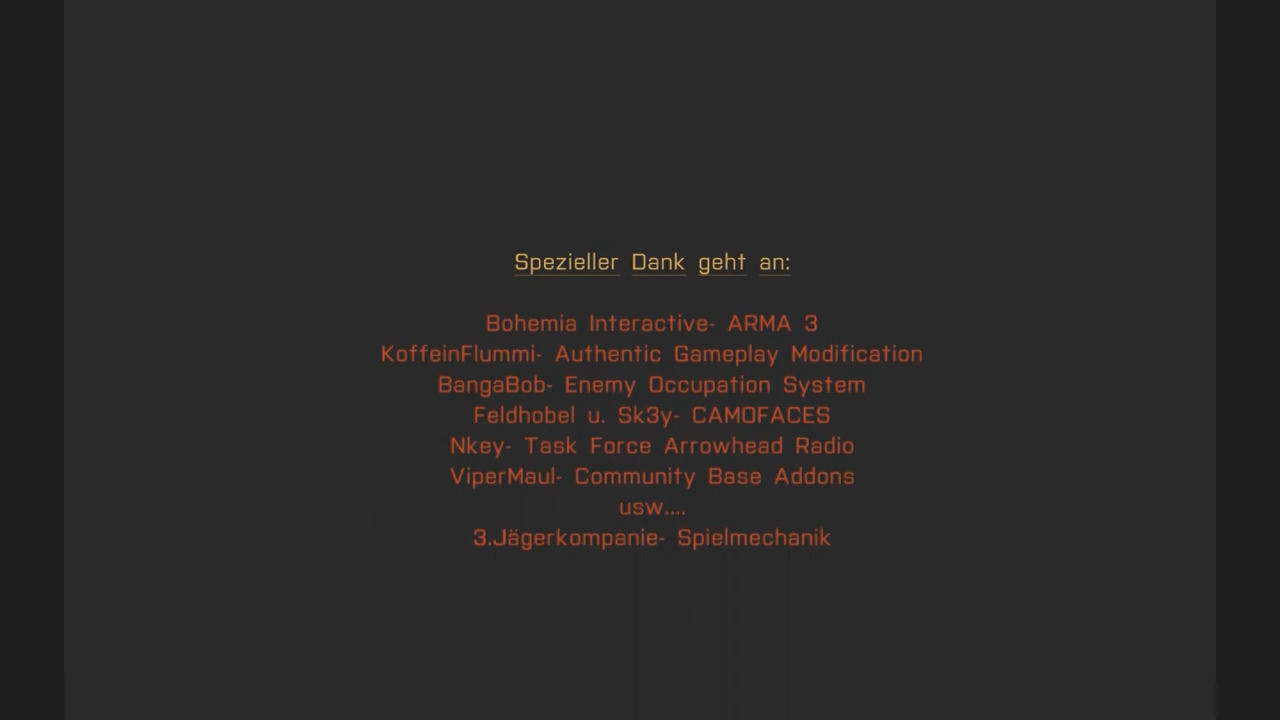 Spezieller Dank geht an:
Bohemia Interactive- ARMA 3
KoffeinFlummi- Authentic Gameplay Modification
BangaBob- Enemy Occupation System
Feldhobel u. Sk3y- CAMOFACES
Nkey- Task Force Arrowhead Radio
ViperMaul- Community Base Addons
usw....
3.Jägerkompanie- Spielmechanik